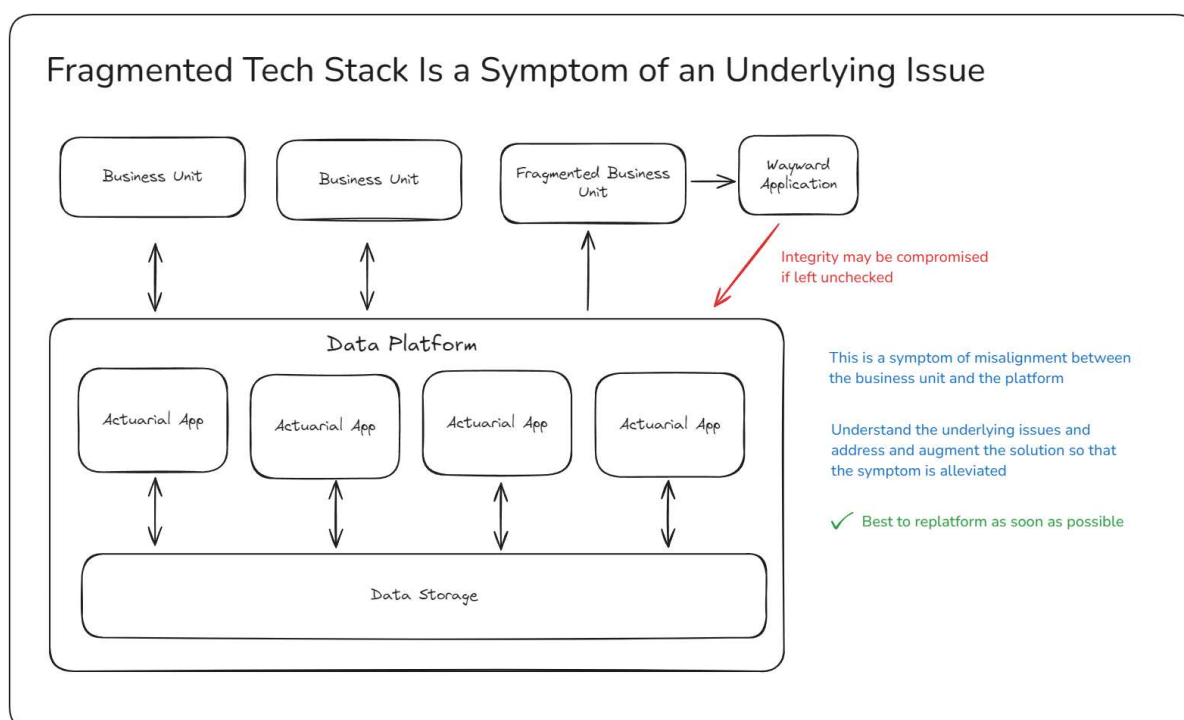 Fragmented Tech Stack Is a Symptom of an Underlying Issue
Business Unit
Business Unit
Fragmented Business
Unit
Wayward
Application
Integrity may be compromised
if left unchecked
Data Platform
Actuarial App
Actuarial App
Actuarial App
Actuarial App
Data Storage
This is a symptom of misalignment between
the business unit and the platform
Understand the underlying issues and
address and augment the solution so that
the symptom is alleviated
Best to replatform as soon as possible